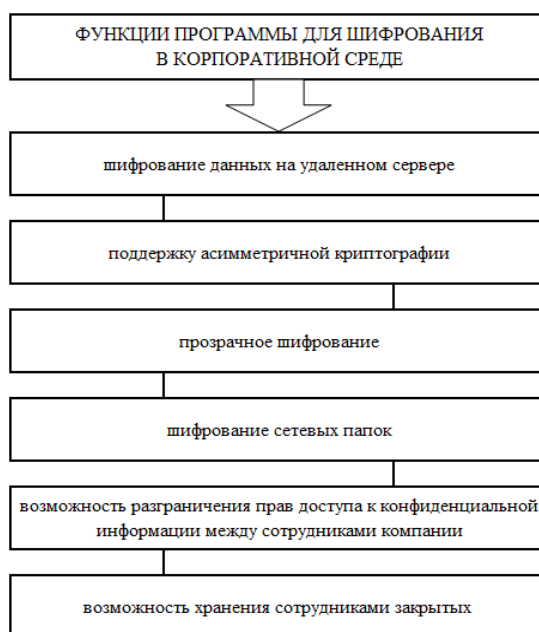 ФУНКЦИИ ПРОГРАММЫ ДЛЯ ШИФРОВАНИЯ
В КОРПОРАТИВНОЙ СРЕДЕ
шифрование данных на удаленном сервере
поддержку асимметричной криптографии
прозрачное шифрование
шифрование сетевых папок
возможность разграничения прав доступа к конфиденциальной
информации между сотрудниками компании
возможность хранения сотрудниками закрытых